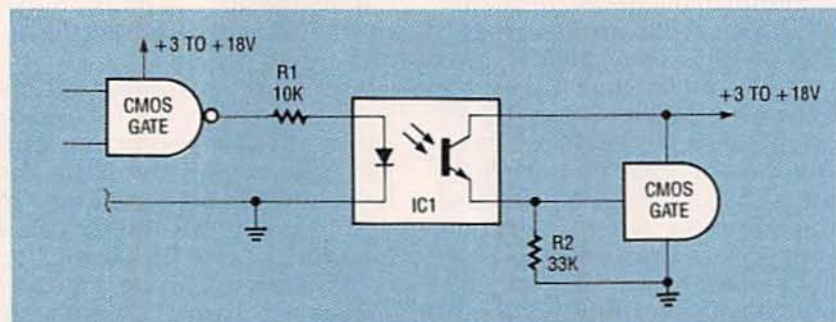 +3 TO +18V
CMOS
GATE
R1
10K
IC1
+3 TO +18V
CMOS
GATE
R2
33K